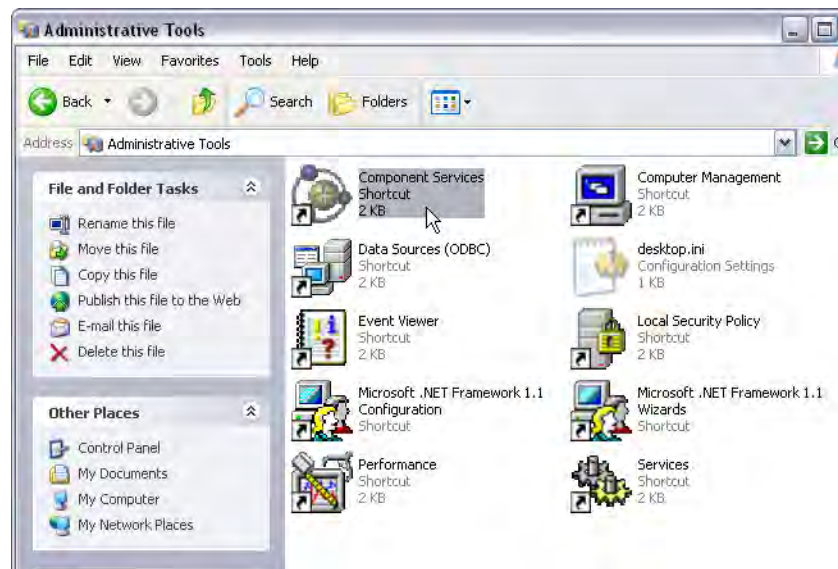 Administrative Tools
File Edit View Favorites Tools Help
Back Search Folders
Address Administrative Tools
File and Folder Tasks
Rename this file
Move this file
Copy this file
Publish this file to the Web
E-mail this file
Delete this file
Other Places
Control Panel
My Documents
My Computer
My Network Places
Component Services
Shortcut
2 KB
Computer Management
Shortcut
2 KB
Data Sources (ODBC)
Shortcut
2 KB
desktop.ini
Configuration Settings
1 KB
Event Viewer
Shortcut
2 KB
Local Security Policy
Shortcut
2 KB
Microsoft .NET Framework 1.1
Configuration
Shortcut
Microsoft .NET Framework 1.1
Wizards
Shortcut
Performance
Shortcut
2 KB
Services
Shortcut
2 KB